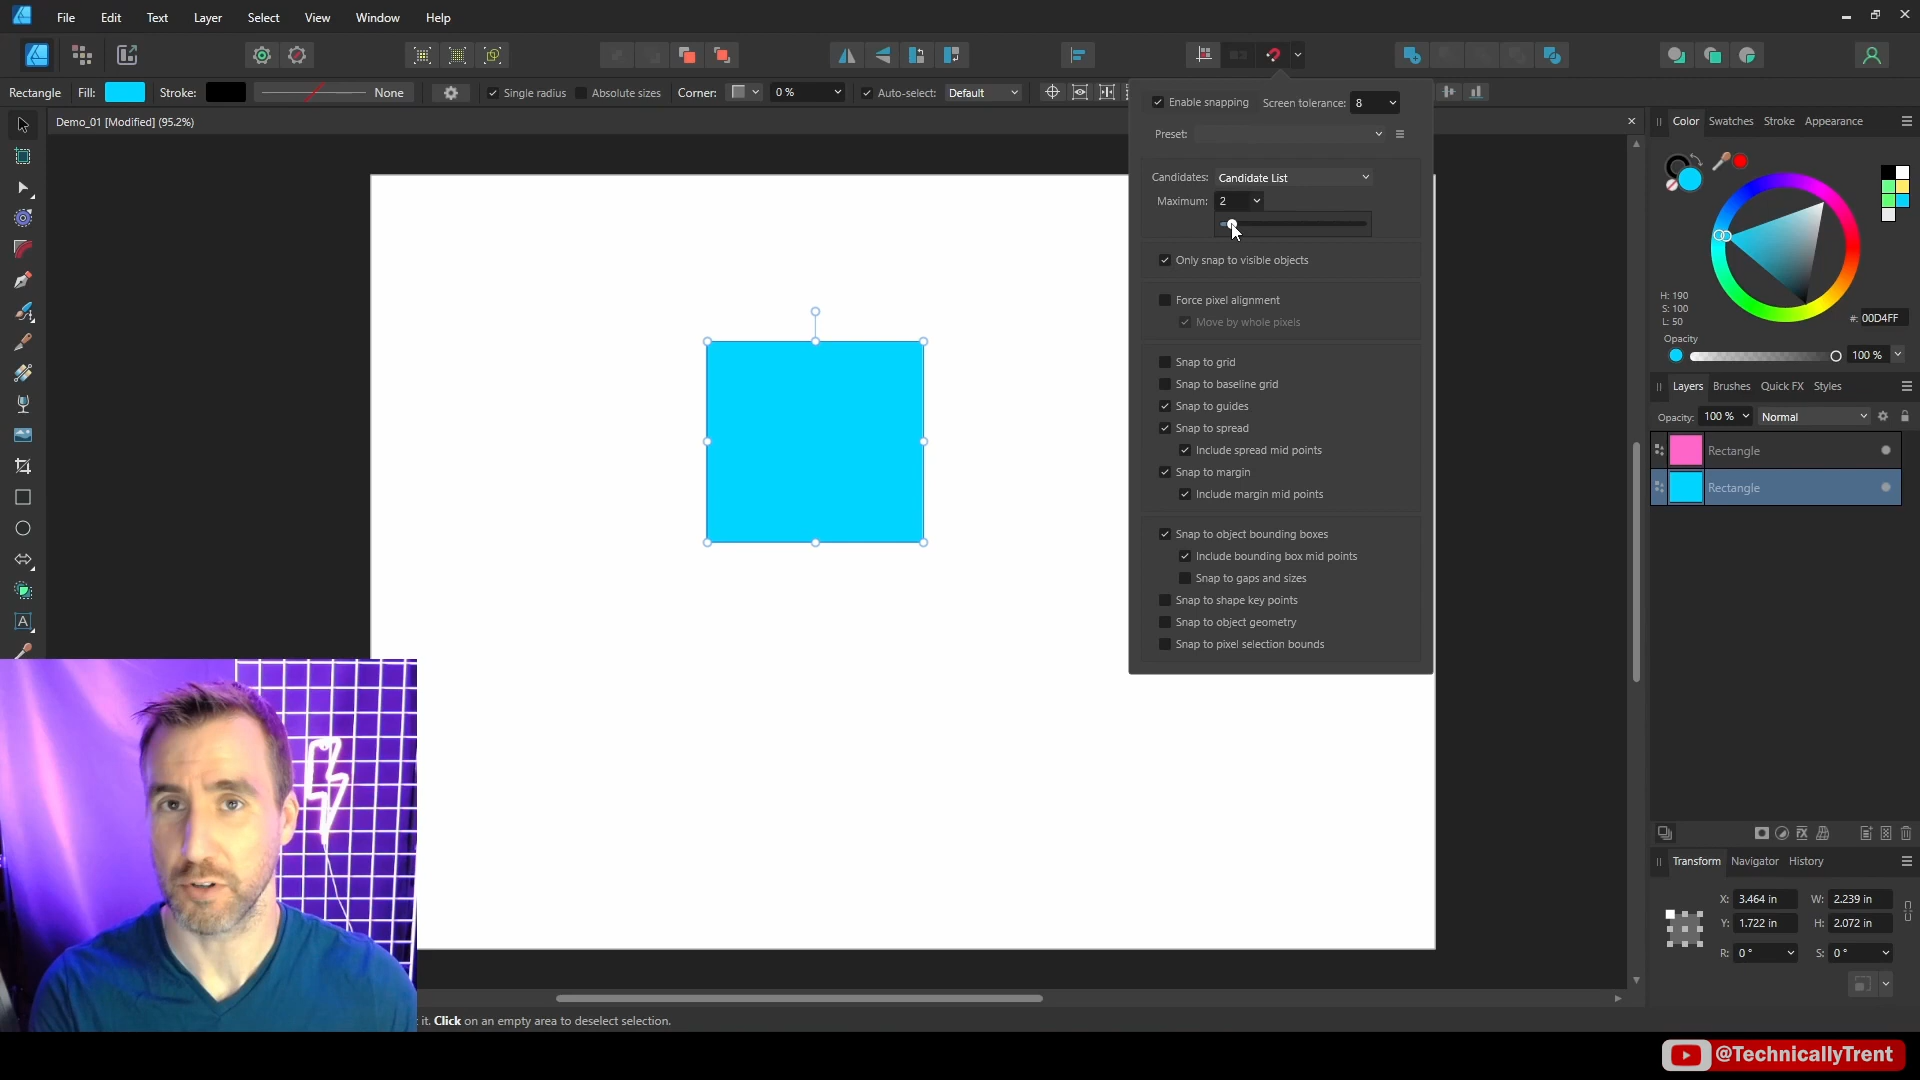 File Edit Text Layer Select View Window Help
Rectangle Fill: Stroke: None Single radius Absolute sizes Corner: 0 % Auto-select: Default
Demo_01 [Modified] (95.2%)
Enable snapping Screen tolerance: 8
Preset:
Candidates: Candidate List
Maximum: 2
Only snap to visible objects
Force pixel alignment
Move by whole pixels
Snap to grid
Snap to baseline grid
Snap to guides
Snap to spread
Include spread mid points
Snap to margin
Include margin mid points
Snap to object bounding boxes
Include bounding box mid points
Snap to gaps and sizes
Snap to shape key points
Snap to object geometry
Snap to pixel selection bounds
Color Swatches Stroke Appearance
H: 190
S: 100
L: 50
#: 00D4FF
Opacity
100 %
Layers Brushes Quick FX Styles
Opacity: 100 % Normal
Rectangle
Rectangle
Transform Navigator History
X: 3.464 in W: 2.239 in
Y: 1.722 in H: 2.072 in
R: 0 ° S: 0 °
it. Click on an empty area to deselect selection.
@TechnicallyTrent